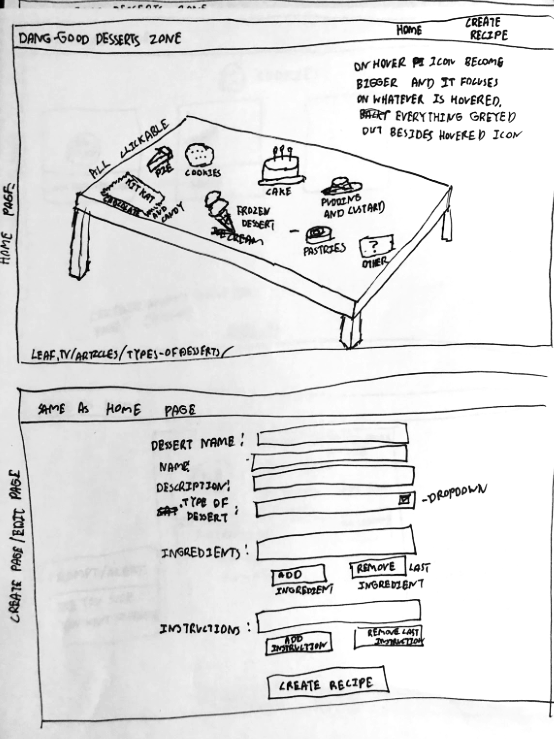 DANG-GOOD DESSERTS ZONE
HOME
CREATE RECIPE
ON HOVER ICON BECOME
BIGGER AND IT FOCUSES
ON WHATEVER IS HOVERED.
EVERYTHING GREYED
OUT BESIDES HOVERED ICON
ALL CLICKABLE
PIE
COOKIES
CAKE
PUDDING
AND CUSTARD
KIT KAT
CHOCOLATE
AND
CANDY
FROZEN
DESSERT
ICE CREAM
PASTRIES
?
OTHER
HOME PAGE
LEAF.TV/ARTICLES/TYPES-OF-DESSERTS/
SAME AS HOME PAGE
CREATE PAGE/EDIT PAGE
DESSERT NAME:
NAME:
DESCRIPTION:
TYPE OF
DESSERT:
-DROPDOWN
INGREDIENTS:
ADD
INGREDIENT
REMOVE LAST
INGREDIENT
INSTRUCTIONS:
ADD
INSTRUCTION
REMOVE LAST
INSTRUCTION
CREATE RECIPE